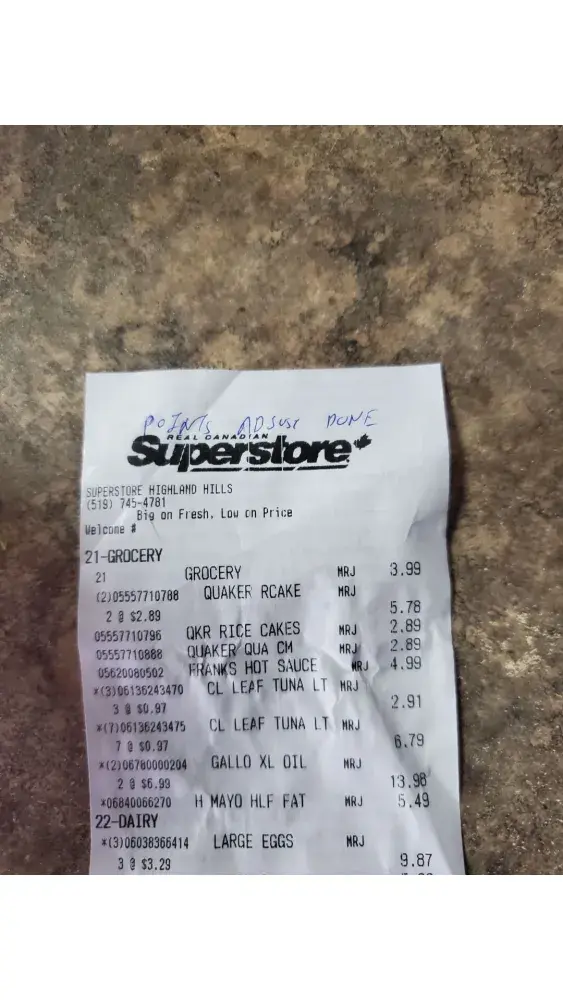 POINTS ADJUST DONE
REAL CANADIAN
Superstore
SUPERSTORE HIGHLAND HILLS
(519) 745-4781
Big on Fresh, Low on Price
Welcome #
21-GROCERY
21 GROCERY MRJ 3.99
(2)05557710788 QUAKER RCAKE MRJ
2 @ $2.89 5.78
05557710796 QKR RICE CAKES MRJ 2.89
05557710888 QUAKER QUA CM MRJ 2.89
05620080502 FRANKS HOT SAUCE MRJ 4.99
*(3)06136243470 CL LEAF TUNA LT MRJ
3 @ $0.97 2.91
*(7)06136243475 CL LEAF TUNA LT MRJ
7 @ $0.97 6.79
*(2)06780000204 GALLO XL OIL MRJ
2 @ $6.99 13.98
*06840066270 H MAYO HLF FAT MRJ 5.49
22-DAIRY
*(3)06038366414 LARGE EGGS MRJ
3 @ $3.29 9.87